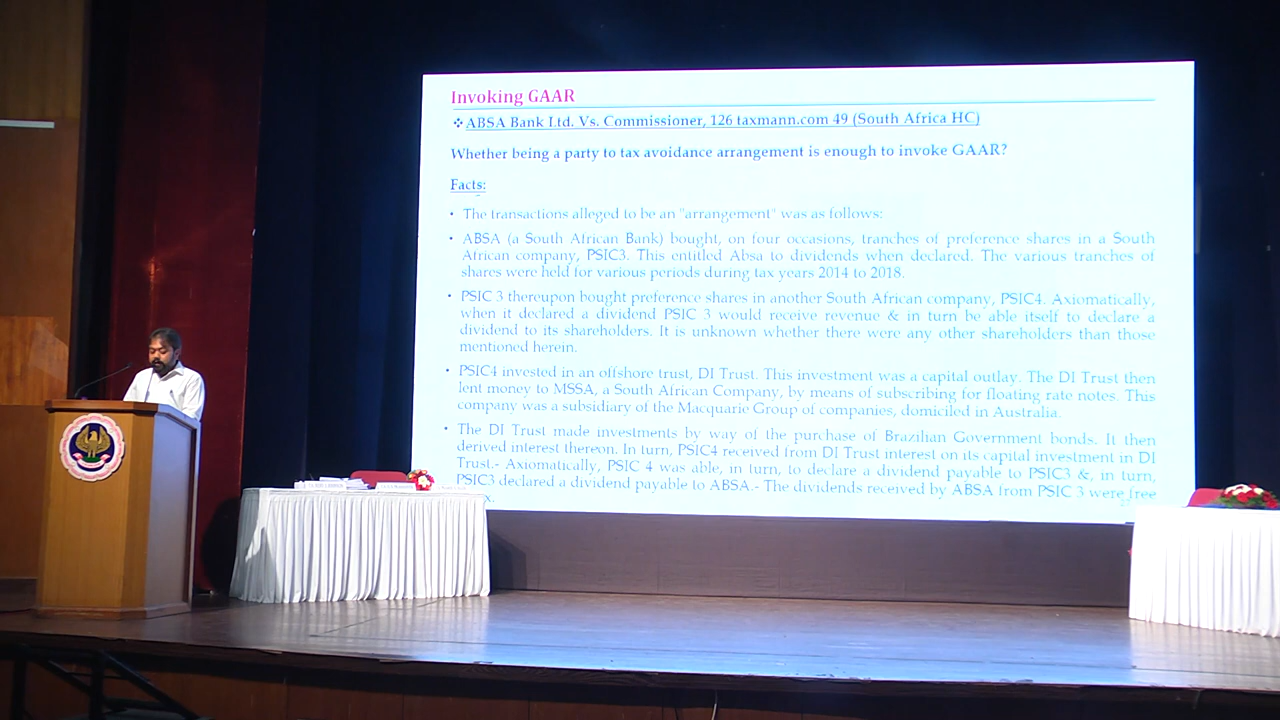 Invoking GAAR
❖ ABSA Bank Ltd. Vs. Commissioner, 126 taxmann.com 49 (South Africa HC)
Whether being a party to tax avoidance arrangement is enough to invoke GAAR?
Facts:
• The transactions alleged to be an "arrangement" was as follows:
• ABSA (a South African Bank) bought, on four occasions, tranches of preference shares in a South
African company, PSIC3. This entitled Absa to dividends when declared. The various tranches of
shares were held for various periods during tax years 2014 to 2018.
• PSIC 3 thereupon bought preference shares in another South African company, PSIC4. Axiomatically,
when it declared a dividend PSIC 3 would receive revenue & in turn be able itself to declare a
dividend to its shareholders. It is unknown whether there were any other shareholders than those
mentioned herein.
• PSIC4 invested in an offshore trust, DI Trust. This investment was a capital outlay. The DI Trust then
lent money to MSSA, a South African Company, by means of subscribing for floating rate notes. This
company was a subsidiary of the Macquarie Group of companies, domiciled in Australia.
• The DI Trust made investments by way of the purchase of Brazilian Government bonds. It then
derived interest thereon. In turn, PSIC4 received from DI Trust interest on its capital investment in DI
Trust.- Axiomatically, PSIC 4 was able, in turn, to declare a dividend payable to PSIC3 &, in turn,
PSIC3 declared a dividend payable to ABSA.- The dividends received by ABSA from PSIC 3 were free